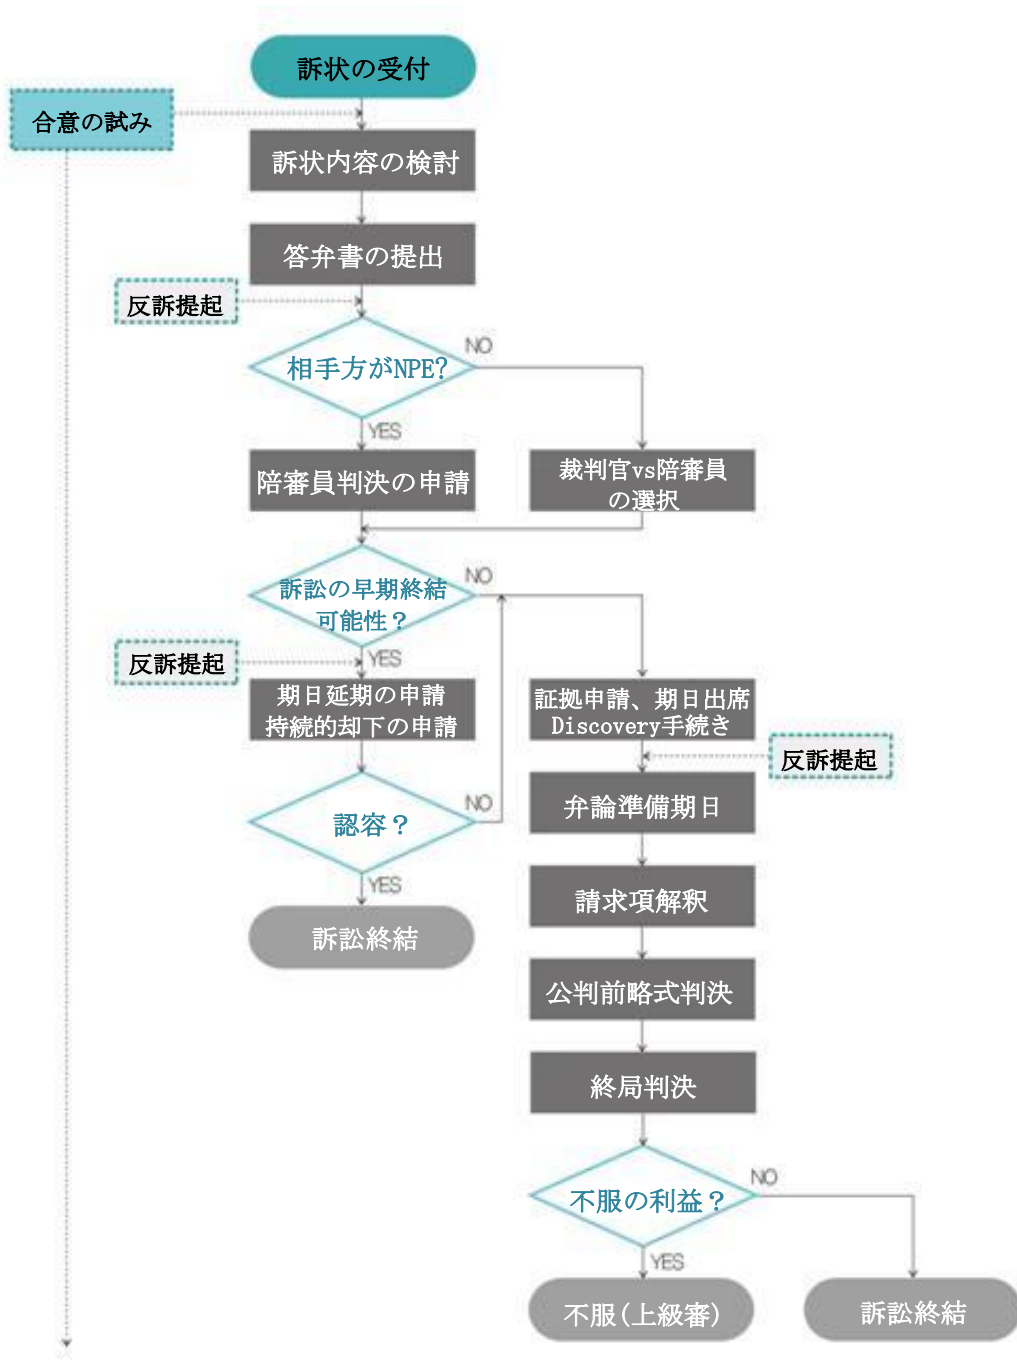 訴状の受付
合意の試み
訴状内容の検討
答弁書の提出
反訴提起
相手方がNPE?
NO
YES
陪審員判決の申請
裁判官vs陪審員
の選択
訴訟の早期終結
可能性？
NO
反訴提起
YES
期日延期の申請
持続的却下の申請
証拠申請、期日出席
Discovery手続き
反訴提起
認容？
NO
弁論準備期日
YES
請求項解釈
訴訟終結
公判前略式判決
終局判決
不服の利益？
NO
YES
不服(上級審)
訴訟終結